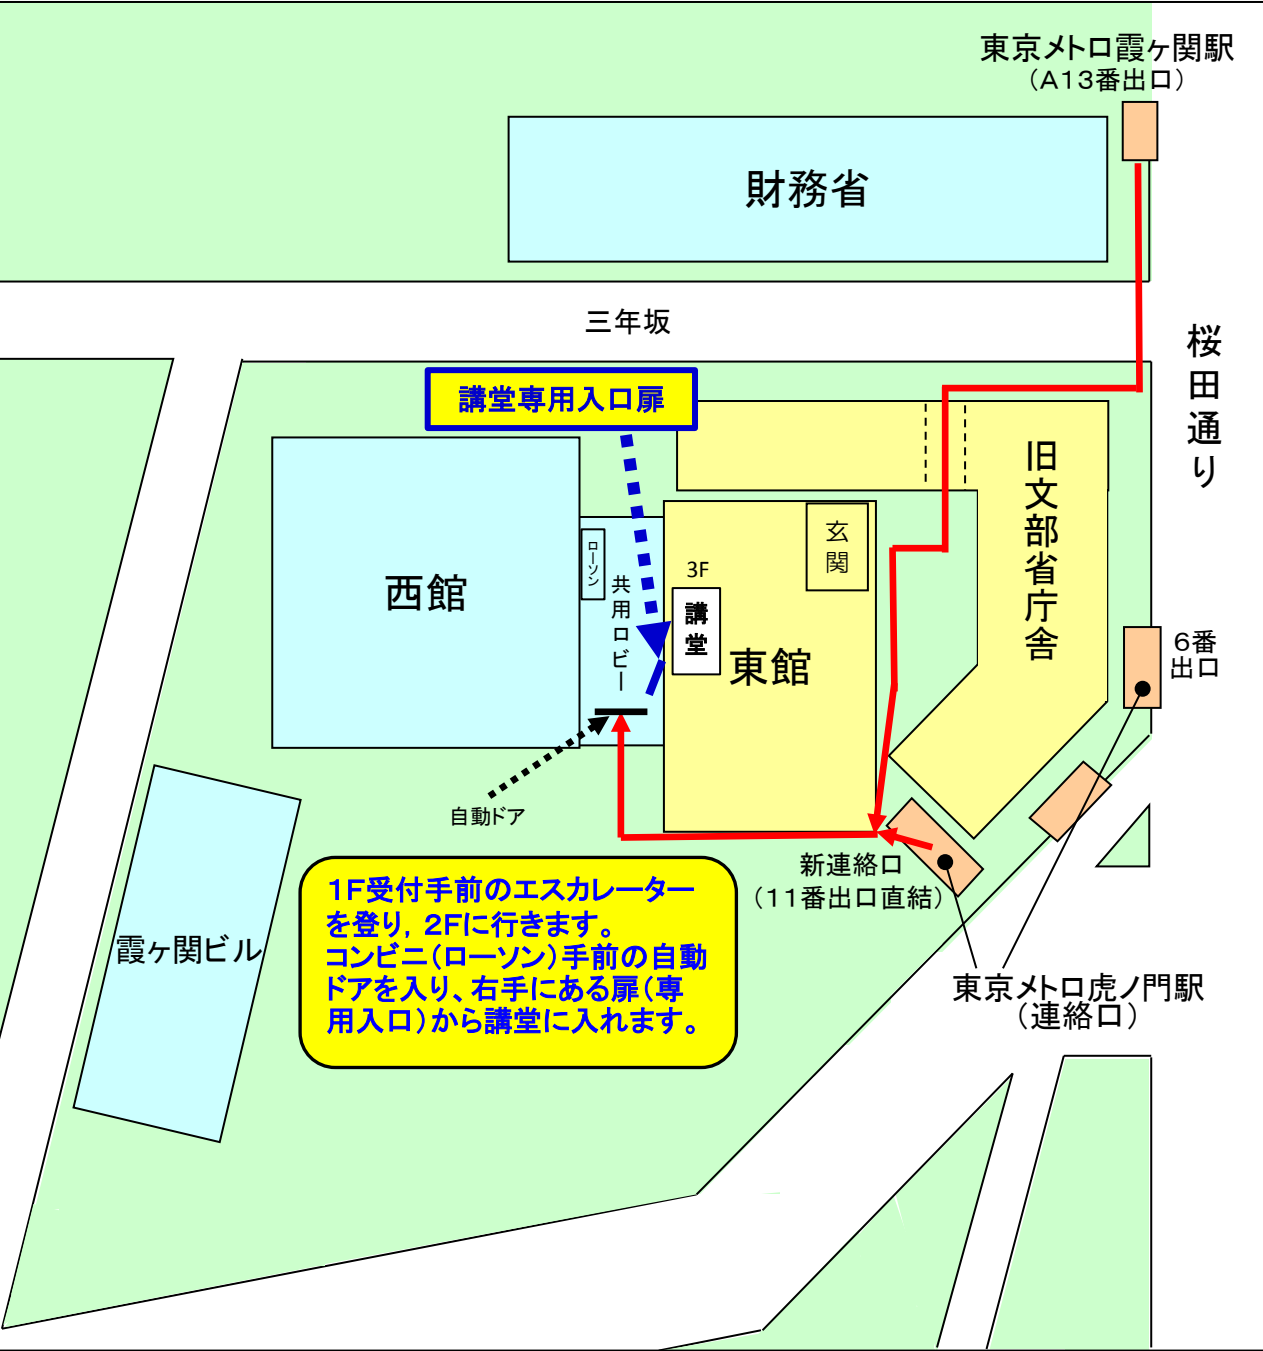 東京メトロ霞ヶ関駅
（A13番出口）
財務省
三年坂
桜田通り
講堂専用入口扉
旧文部省庁舎
玄関
ローソン
共用ロビー
3F
講堂
西館
東館
6番
出口
自動ドア
新連絡口
（11番出口直結）
1F受付手前のエスカレーター
を登り，2Fに行きます。
コンビニ（ローソン）手前の自動
ドアを入り、右手にある扉（専
用入口）から講堂に入れます。
霞ヶ関ビル
東京メトロ虎ノ門駅
（連絡口）